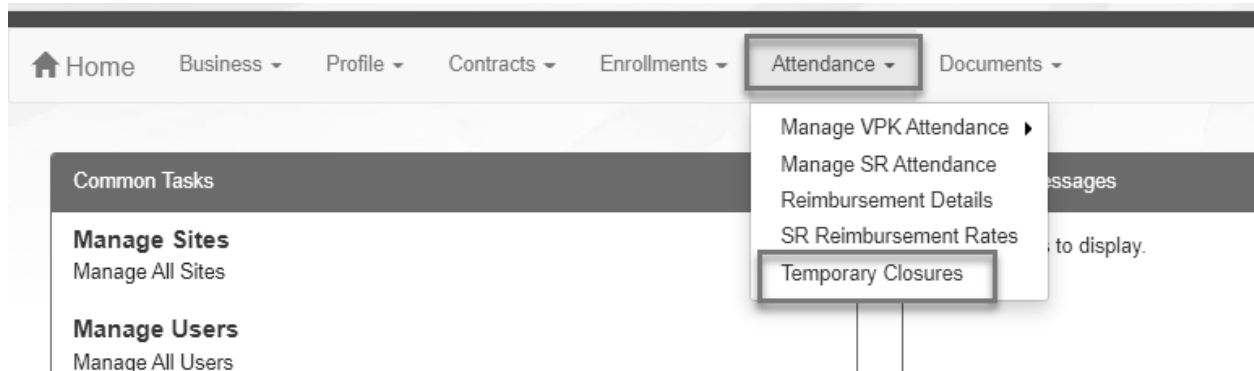 Home Business Profile Contracts Enrollments Attendance Documents
Manage VPK Attendance
Manage SR Attendance
Reimbursement Details
SR Reimbursement Rates
Temporary Closures
Common Tasks
Manage Sites
Manage All Sites
Manage Users
Manage All Users
to display.